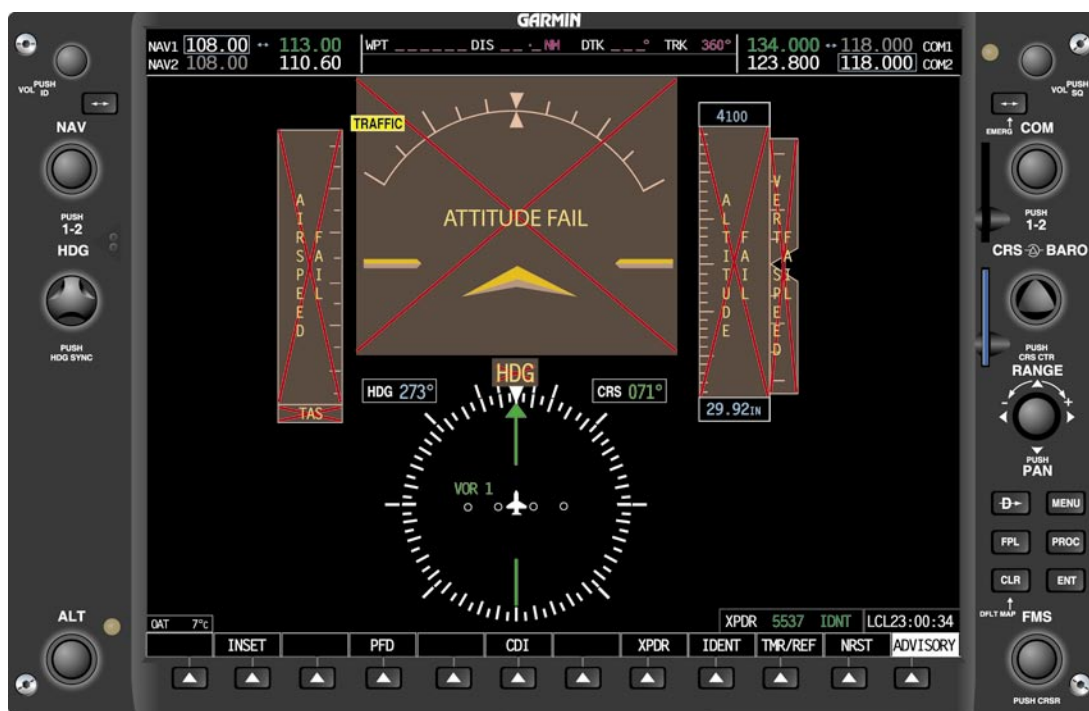 GARMIN
NAV1 108.00 ↔ 113.00
NAV2 108.00 110.60
WPT _ _ _ _ _ _ DIS _ _._ NM DTK _ _ _° TRK 360°
134.000 ↔ 118.000 COM1
123.800 118.000 COM2
VOL PUSH ID
NAV
PUSH
1-2
HDG
PUSH
HDG SYNC
ALT
TRAFFIC
ATTITUDE FAIL
AIRSPEED FAIL
TAS
4100
ALTITUDE FAIL
VERT SPEED FAIL
29.92IN
HDG
HDG 273°
CRS 071°
VOR 1
OAT 7°C
XPDR 5537 IDNT LCL23:00:34
INSET PFD CDI XPDR IDENT TMR/REF NRST ADVISORY
VOL PUSH SQ
EMERG
COM
PUSH
1-2
CRS BARO
PUSH
CRS CTR
RANGE
- +
PUSH
PAN
D MENU
FPL PROC
CLR ENT
DFLT MAP
FMS
PUSH CRSR